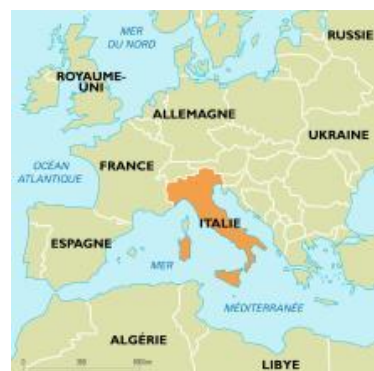 MER
DU NORD
RUSSIE
ROYAUME-
UNI
ALLEMAGNE
UKRAINE
OCÉAN
ATLANTIQUE
FRANCE
ITALIE
ESPAGNE
MER
MÉDITERRANÉE
ALGÉRIE
LIBYE